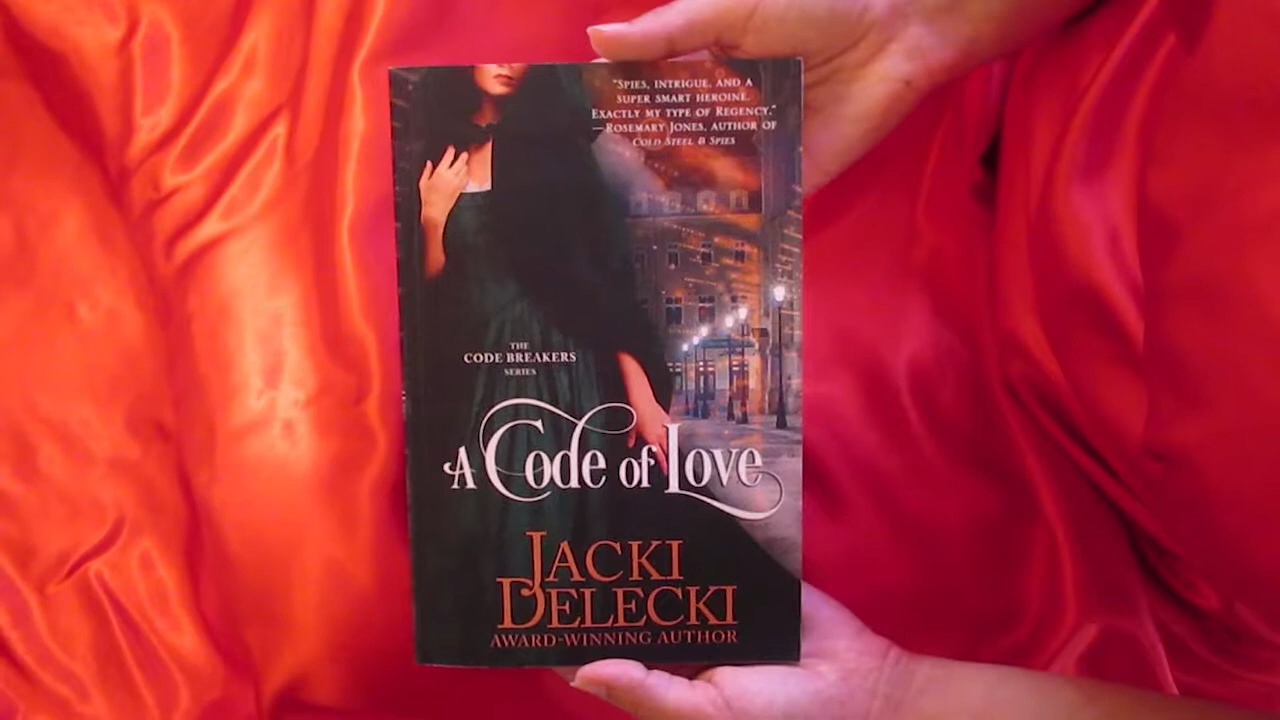 "Spies, intrigue, and a
super smart heroine.
Exactly my type of Regency."
—Rosemary Jones, author of
Cold Steel & Spies
THE
CODE BREAKERS
SERIES
A Code of Love
JACKI
DELECKI
AWARD-WINNING AUTHOR